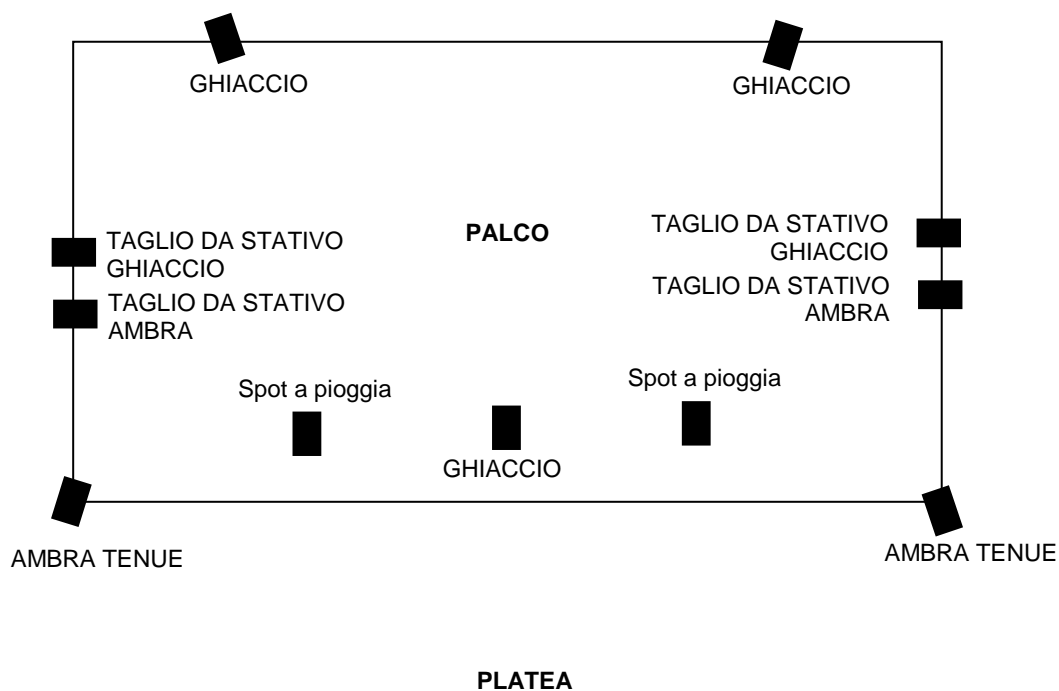 GHIACCIO
GHIACCIO
TAGLIO DA STATIVO
GHIACCIO
TAGLIO DA STATIVO
AMBRA
PALCO
TAGLIO DA STATIVO
GHIACCIO
TAGLIO DA STATIVO
AMBRA
Spot a pioggia
Spot a pioggia
GHIACCIO
AMBRA TENUE
AMBRA TENUE
PLATEA